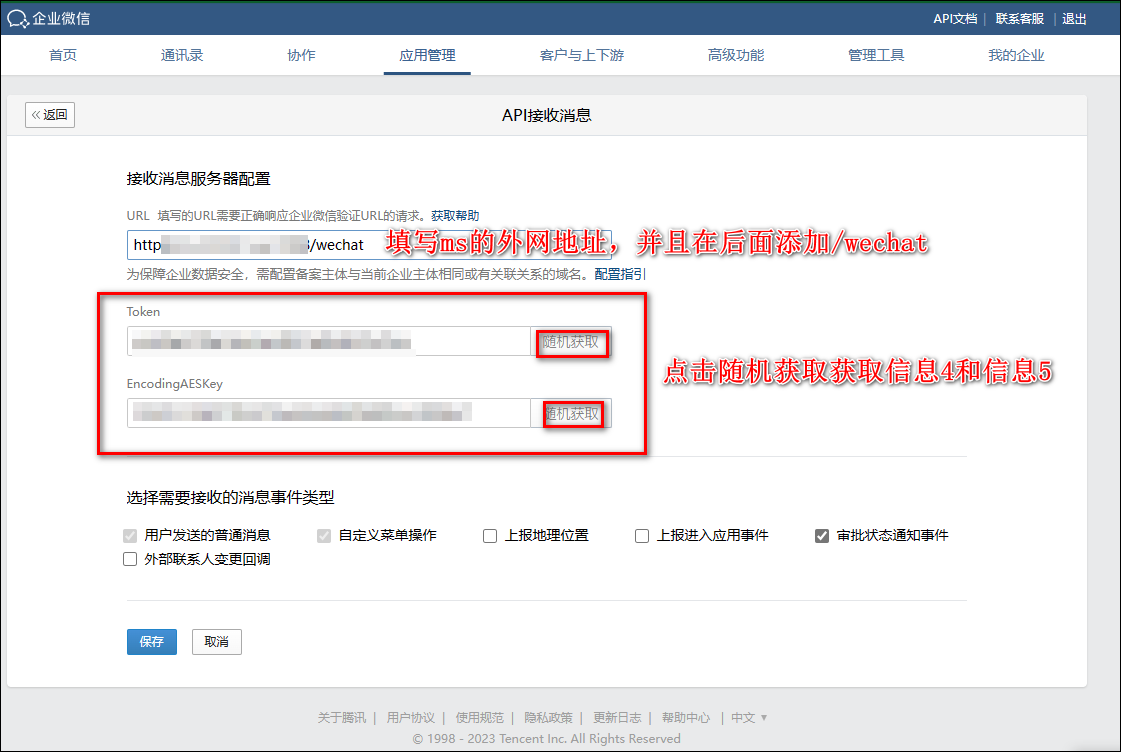 企业微信
API文档 | 联系客服 | 退出
首页 通讯录 协作 应用管理 客户与上下游 高级功能 管理工具 我的企业
«返回
API接收消息
接收消息服务器配置
URL 填写的URL需要正确响应企业微信验证URL的请求。获取帮助
http /wechat
填写ms的外网地址，并且在后面添加/wechat
为保障企业数据安全，需配置备案主体与当前企业主体相同或有关联关系的域名。配置指引
Token
随机获取
点击随机获取获取信息4和信息5
EncodingAESKey
随机获取
选择需要接收的消息事件类型
用户发送的普通消息 自定义菜单操作 上报地理位置 上报进入应用事件 审批状态通知事件
外部联系人变更回调
保存 取消
关于腾讯 | 用户协议 | 使用规范 | 隐私政策 | 更新日志 | 帮助中心 | 中文 ▼
© 1998 - 2023 Tencent Inc. All Rights Reserved